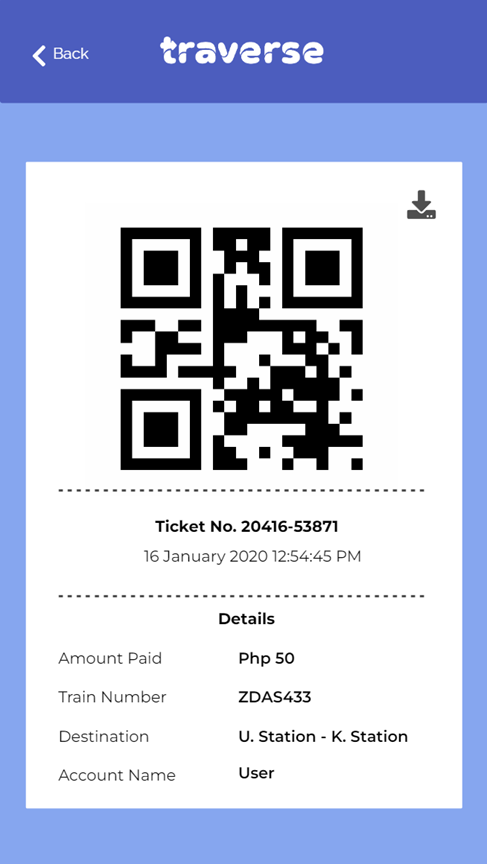 Back
traverse
Ticket No. 20416-53871
16 January 2020 12:54:45 PM
Details
Amount Paid Php 50
Train Number ZDAS433
Destination U. Station - K. Station
Account Name User